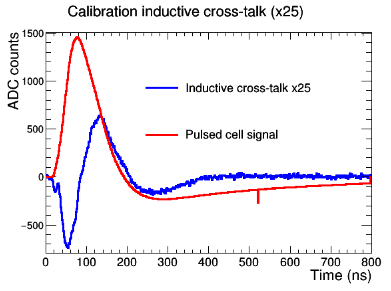 Calibration inductive cross-talk (x25)
ADC counts
1500
1000
500
0
−500
Inductive cross-talk x25
Pulsed cell signal
0 100 200 300 400 500 600 700 800
Time (ns)